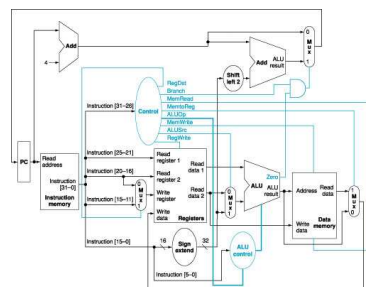 0
M
u
x
1
Add
4
Add
ALU
result
Shift
left 2
RegDst
Branch
MemRead
MemtoReg
ALUOp
MemWrite
ALUSrc
RegWrite
Instruction [31–26]
Control
PC
Read
address
Instruction
[31–0]
Instruction
memory
Instruction [25–21]
Instruction [20–16]
Instruction [15–11]
0
M
u
x
1
Read
register 1
Read
register 2
Write
register
Write
data
Read
data 1
Read
data 2
Registers
0
M
u
x
1
Zero
ALU
ALU
result
Address
Read
data
Write
data
Data
memory
1
M
u
x
0
Instruction [15–0]
16
Sign
extend
32
ALU
control
Instruction [5–0]